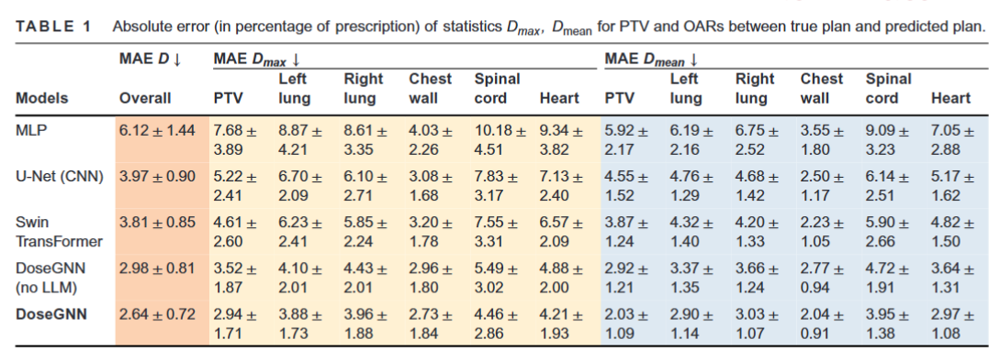 TABLE 1 Absolute error (in percentage of prescription) of statistics Dmax, Dmean for PTV and OARs between true plan and predicted plan.
MAE D ↓ MAE Dmax ↓ MAE Dmean ↓
Left Right Chest Spinal Left Right Chest Spinal
Models Overall PTV lung lung wall cord Heart PTV lung lung wall cord Heart
MLP 6.12 ± 1.44 7.68 ± 8.87 ± 8.61 ± 4.03 ± 10.18 ± 9.34 ± 5.92 ± 6.19 ± 6.75 ± 3.55 ± 9.09 ± 7.05 ±
3.89 4.21 3.35 2.26 4.51 3.82 2.17 2.16 2.52 1.80 3.23 2.88
U-Net (CNN) 3.97 ± 0.90 5.22 ± 6.70 ± 6.10 ± 3.08 ± 7.83 ± 7.13 ± 4.55 ± 4.76 ± 4.68 ± 2.50 ± 6.14 ± 5.17 ±
2.41 2.09 2.71 1.68 3.17 2.40 1.52 1.29 1.42 1.17 2.51 1.62
Swin 3.81 ± 0.85 4.61 ± 6.23 ± 5.85 ± 3.20 ± 7.55 ± 6.57 ± 3.87 ± 4.32 ± 4.20 ± 2.23 ± 5.90 ± 4.82 ±
TransFormer 2.60 2.41 2.24 1.78 3.31 2.09 1.24 1.40 1.33 1.05 2.66 1.50
DoseGNN 2.98 ± 0.81 3.52 ± 4.10 ± 4.43 ± 2.96 ± 5.49 ± 4.88 ± 2.92 ± 3.37 ± 3.66 ± 2.77 ± 4.72 ± 3.64 ±
(no LLM) 1.87 2.01 2.01 1.80 3.02 2.00 1.21 1.35 1.24 0.94 1.91 1.31
DoseGNN 2.64 ± 0.72 2.94 ± 3.88 ± 3.96 ± 2.73 ± 4.46 ± 4.21 ± 2.03 ± 2.90 ± 3.03 ± 2.04 ± 3.95 ± 2.97 ±
1.71 1.73 1.88 1.84 2.86 1.93 1.09 1.14 1.07 0.91 1.38 1.08